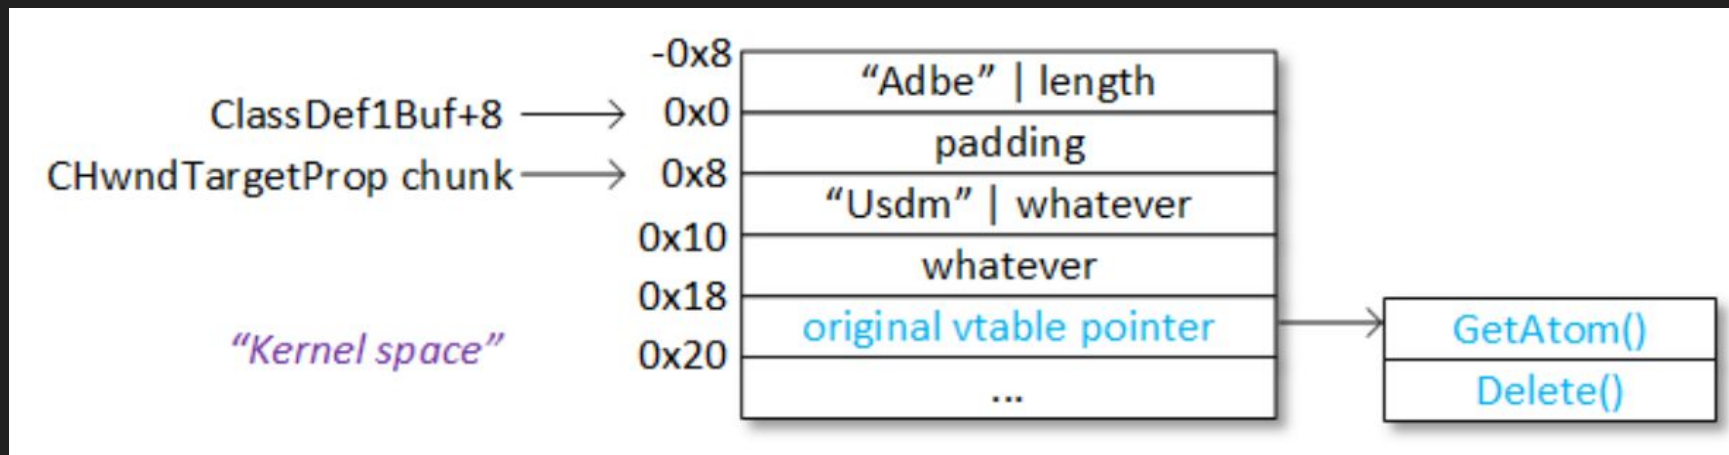 -0x8
“Adbe” | length
ClassDef1Buf+8
0x0
padding
CHwndTargetProp chunk
0x8
“Usdm” | whatever
0x10
whatever
0x18
original vtable pointer
GetAtom()
“Kernel space”
0x20
...
Delete()